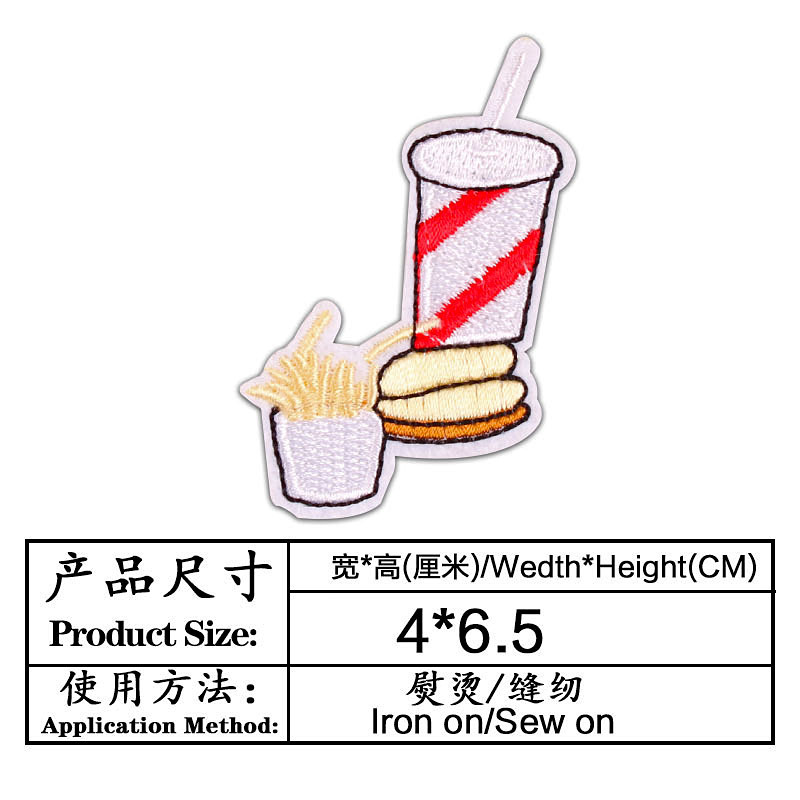 产品尺寸
Product Size:
宽*高(厘米)/Wedth*Height(CM)
4*6.5
使用方法：
Application Method:
熨烫/缝纫
Iron on/Sew on